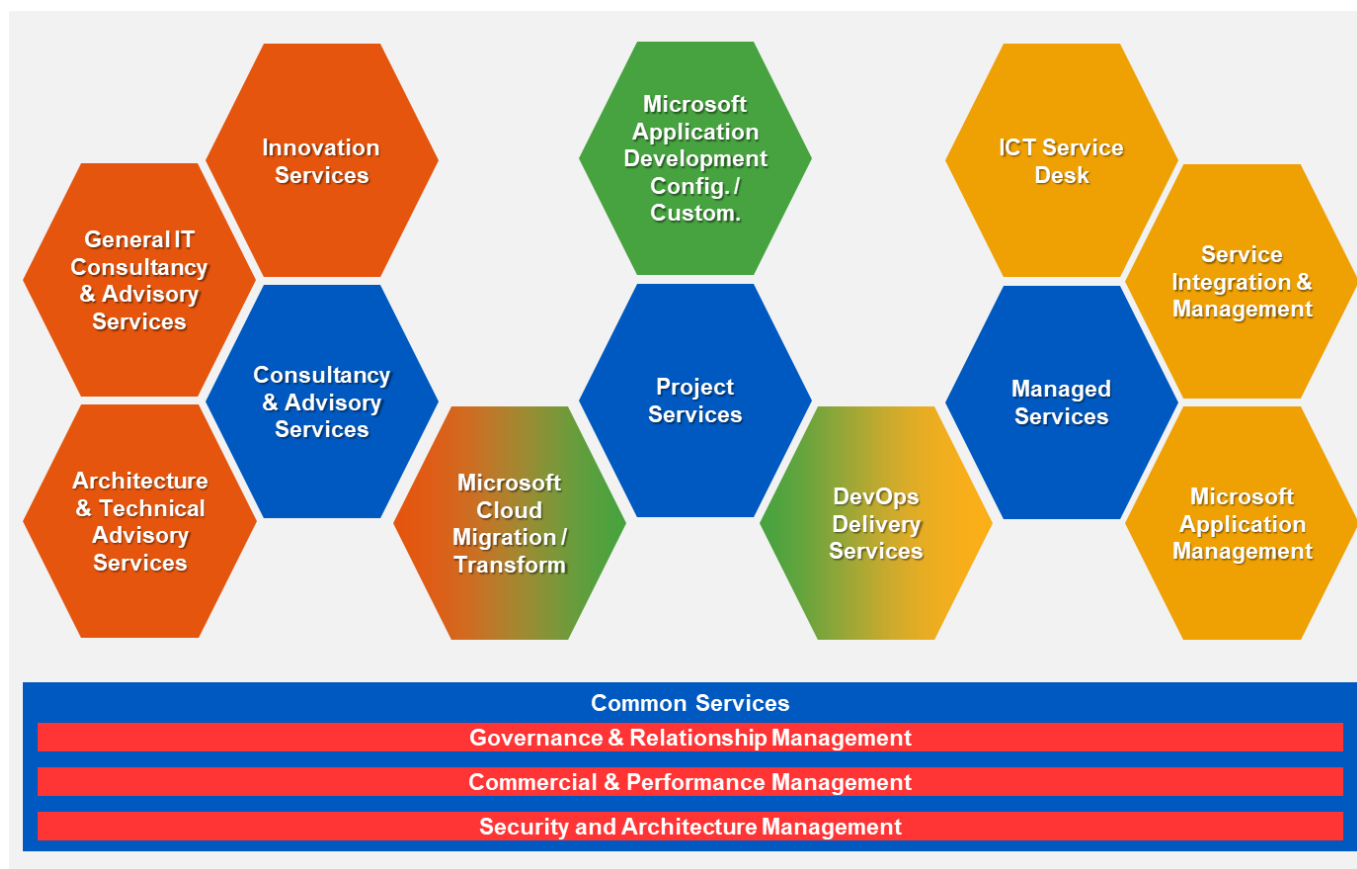 Innovation
Services
Microsoft
Application
Development
Config. /
Custom.
ICT Service
Desk
General IT
Consultancy
& Advisory
Services
Service
Integration &
Management
Consultancy
& Advisory
Services
Project
Services
Managed
Services
Architecture
& Technical
Advisory
Services
Microsoft
Cloud
Migration /
Transform
DevOps
Delivery
Services
Microsoft
Application
Management
Common Services
Governance & Relationship Management
Commercial & Performance Management
Security and Architecture Management